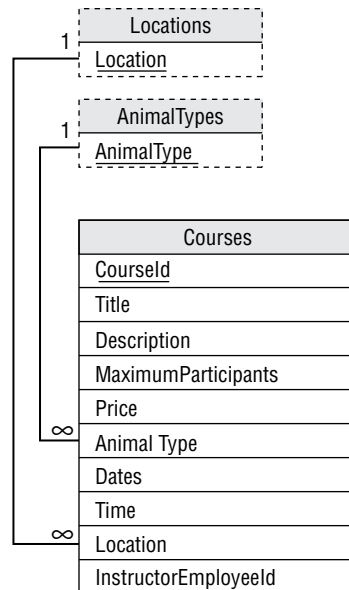 Locations
1
Location
AnimalTypes
1
AnimalType
Courses
CourseId
Title
Description
MaximumParticipants
Price
∞
Animal Type
Dates
Time
∞
Location
InstructorEmployeeId